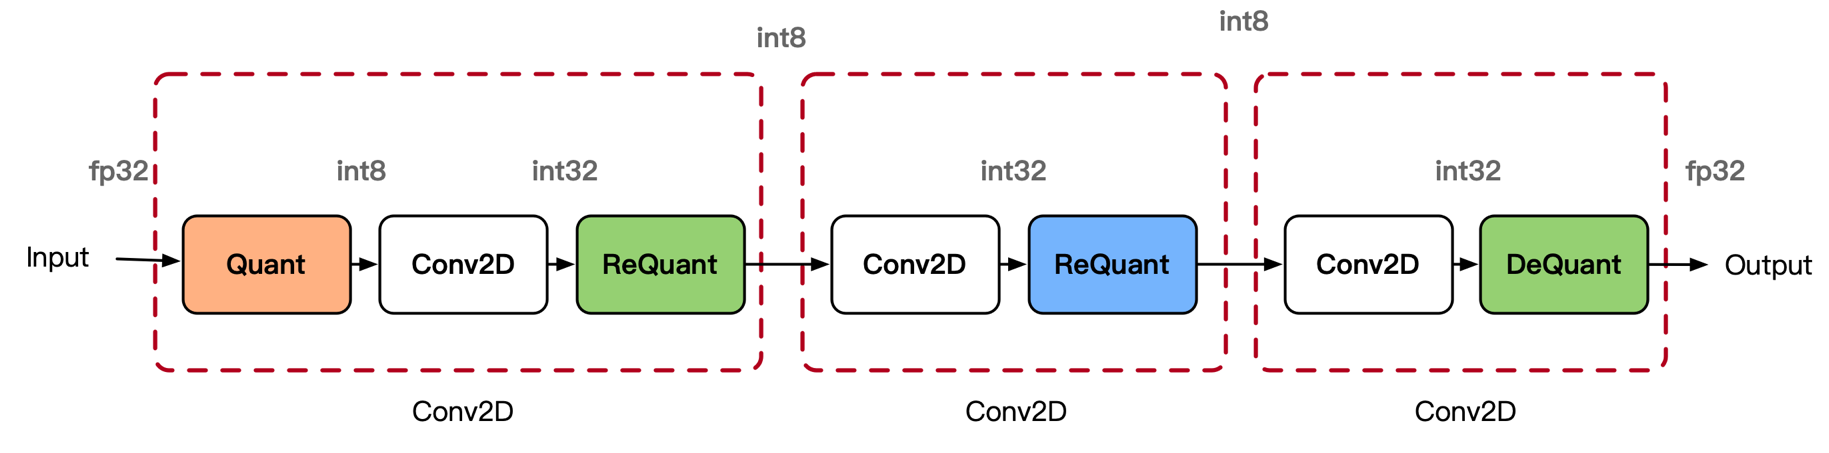 int8
int8
fp32
int8
int32
int32
int32
fp32
Input
Quant
Conv2D
ReQuant
Conv2D
ReQuant
Conv2D
DeQuant
Output
Conv2D
Conv2D
Conv2D